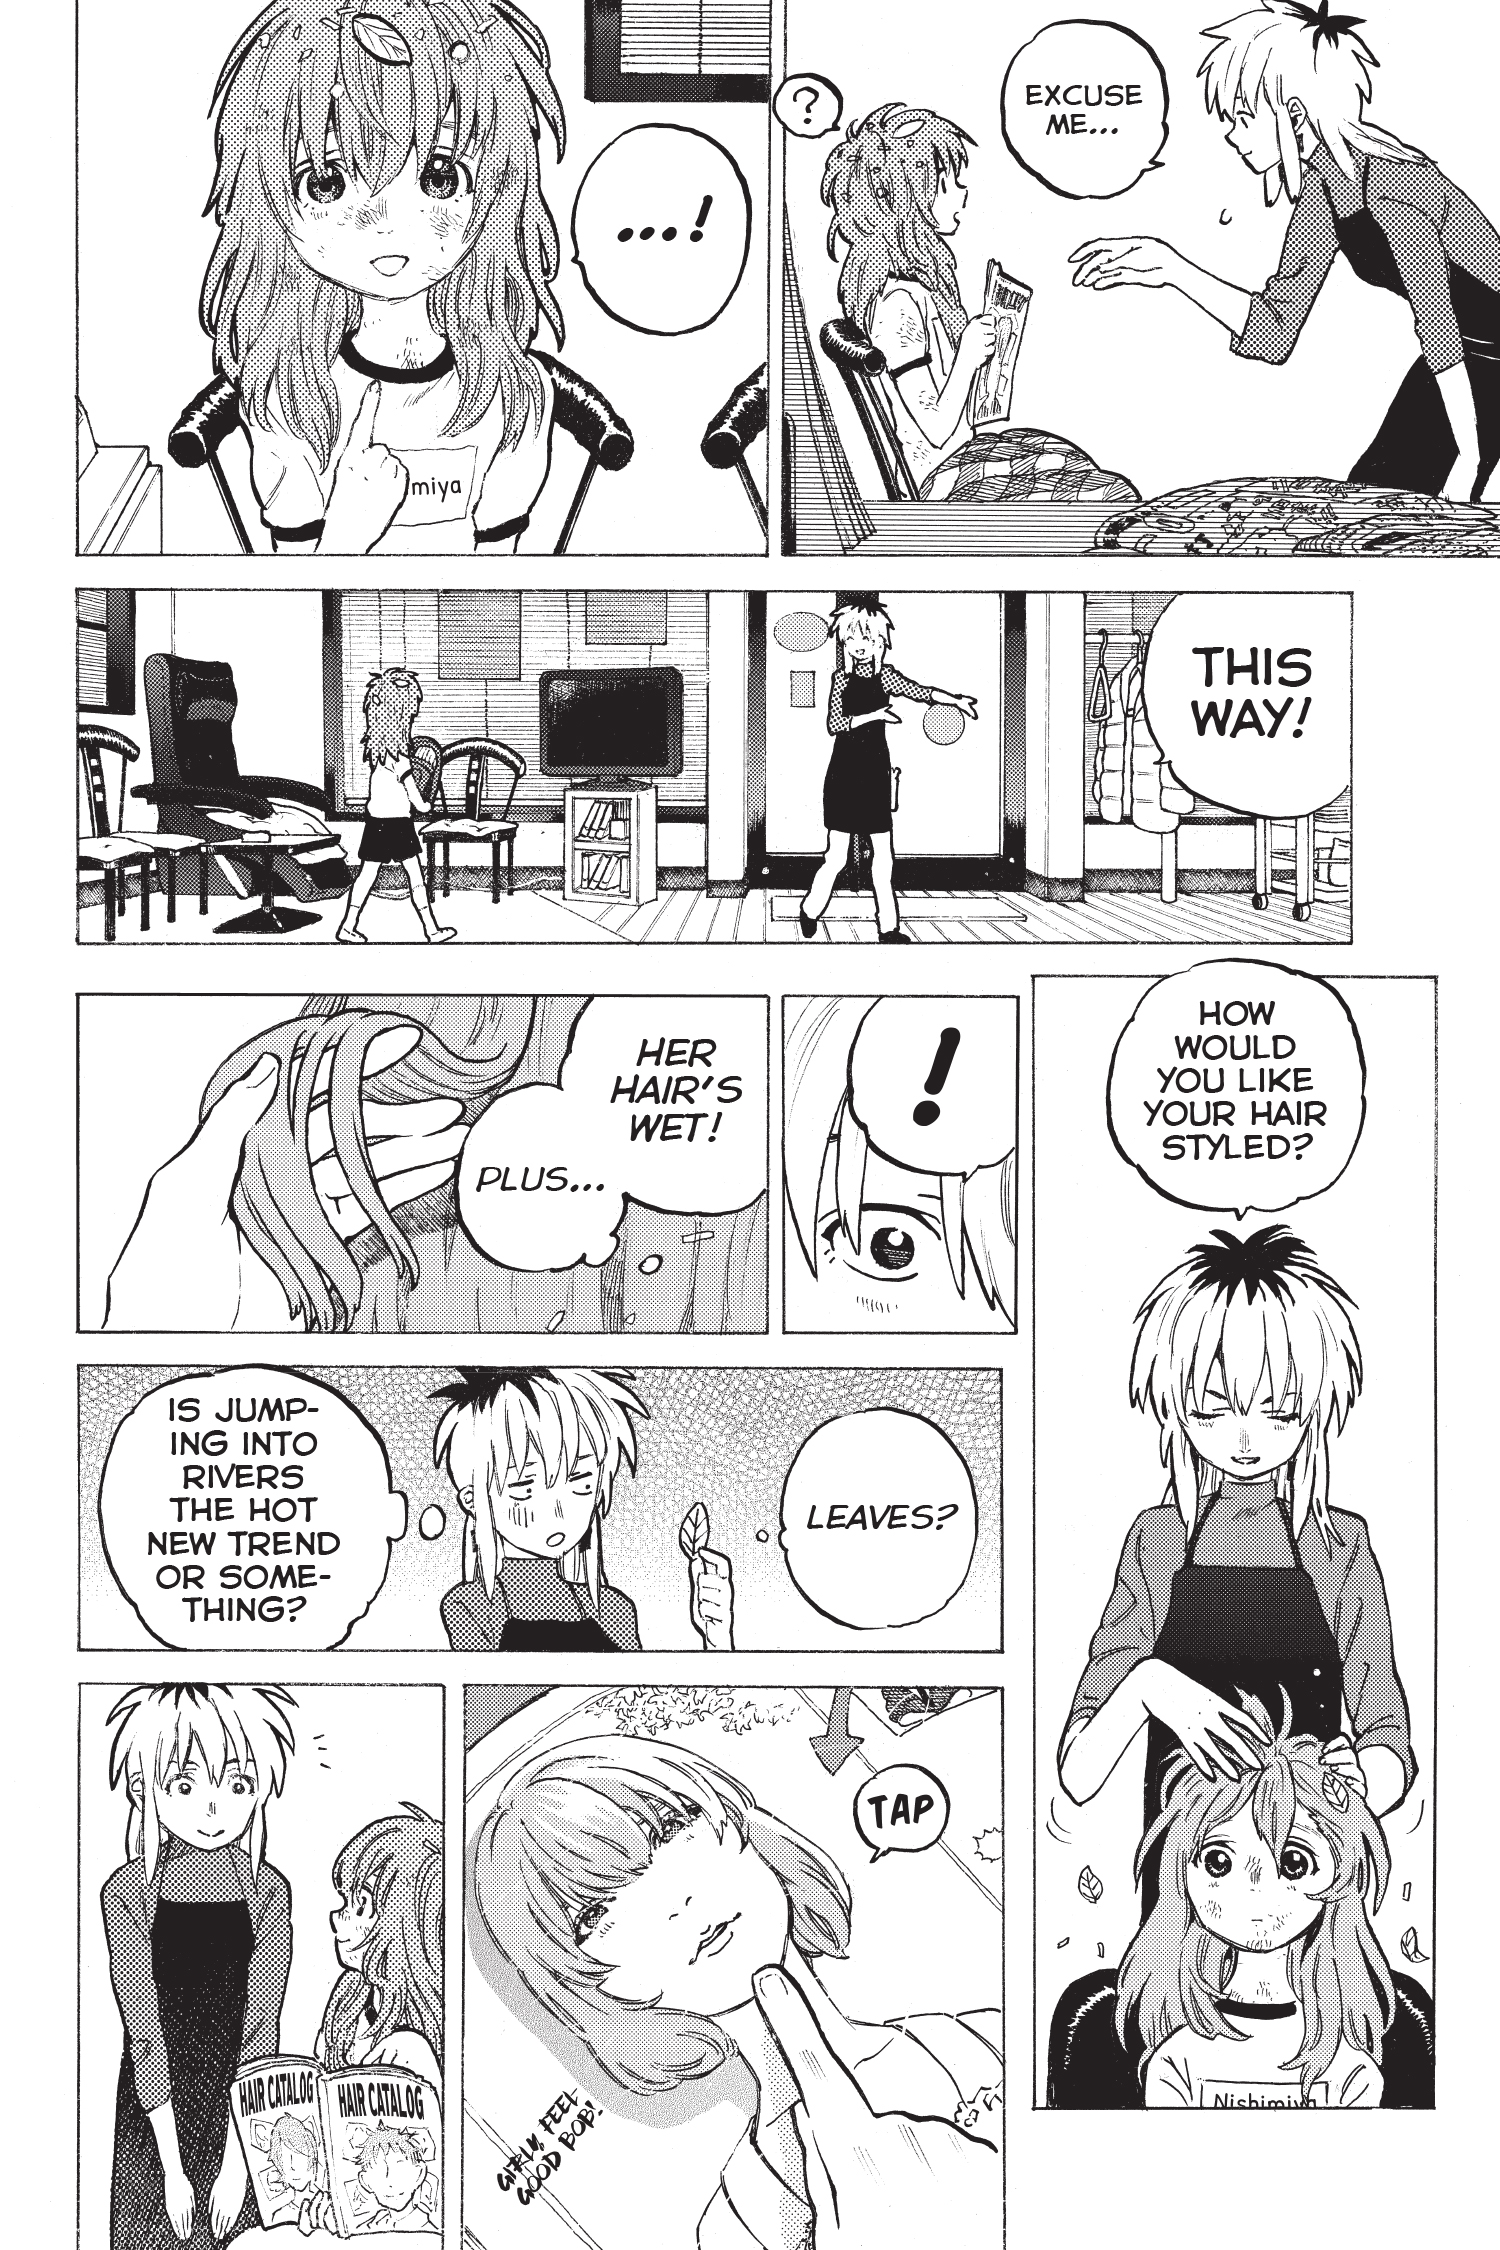 EXCUSE
ME...
?
...!
miya
THIS
WAY!
HOW
WOULD
YOU LIKE
YOUR HAIR
STYLED?
Nishimiya
!
HER
HAIR'S
WET!
PLUS...
LEAVES?
IS JUMP-
ING INTO
RIVERS
THE HOT
NEW TREND
OR SOME-
THING?
TAP
GIRLY, FEEL
GOOD BOB!
HAIR CATALOG
HAIR CATALOG